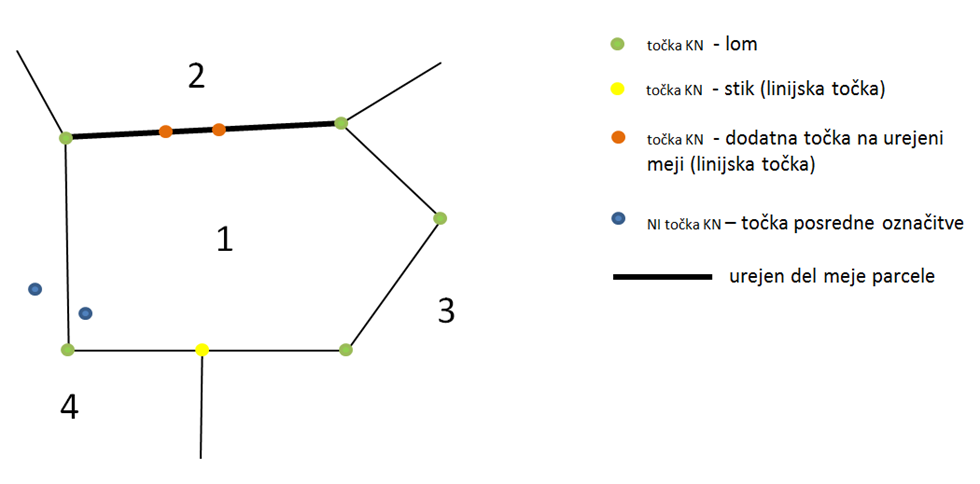 2
1
3
4
točka KN - lom
točka KN - stik (linijska točka)
točka KN - dodatna točka na urejeni
meji (linijska točka)
NI točka KN – točka posredne označitve
urejen del meje parcele